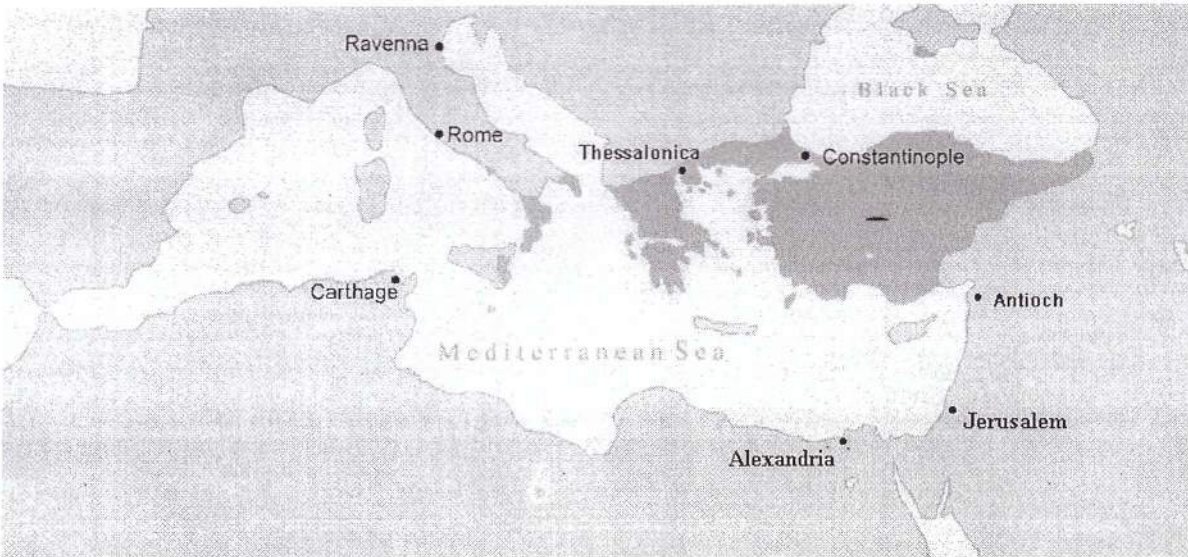 Ravenna
Black Sea
Rome
Thessalonica
Constantinople
Carthage
Antioch
Mediterranean Sea
Jerusalem
Alexandria